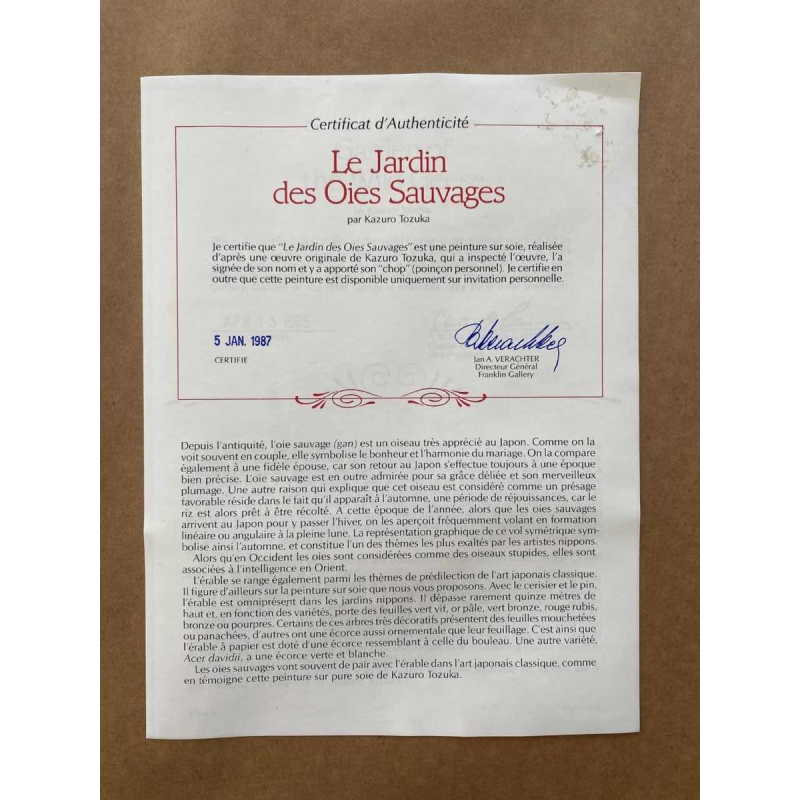 Certificat d'Authenticité
Le Jardin
des Oies Sauvages
par Kazuro Tozuka
Je certifie que "Le Jardin des Oies Sauvages" est une peinture sur soie, réalisée
d'après une œuvre originale de Kazuro Tozuka, qui a inspecté l'œuvre, l'a
signée de son nom et y a apporté son "chop" (poinçon personnel). Je certifie en
outre que cette peinture est disponible uniquement sur invitation personnelle.
5 JAN. 1987
CERTIFIE
Jan A. VERACHTER
Directeur Général
Franklin Gallery
Depuis l'antiquité, l'oie sauvage (gan) est un oiseau très apprécié au Japon. Comme on la
voit souvent en couple, elle symbolise le bonheur et l'harmonie du mariage. On la compare
également à une fidèle épouse, car son retour au Japon s'effectue toujours à une époque
bien précise. L'oie sauvage est en outre admirée pour sa grâce déliée et son merveilleux
plumage. Une autre raison qui explique que cet oiseau est considéré comme un présage
favorable réside dans le fait qu'il apparaît à l'automne, une période de réjouissances, car le
riz est alors prêt à être récolté. A cette époque de l'année, alors que les oies sauvages
arrivent au Japon pour y passer l'hiver, on les aperçoit fréquemment volant en formation
linéaire ou angulaire à la pleine lune. La représentation graphique de ce vol symétrique sym-
bolise ainsi l'automne, et constitue l'un des thèmes les plus exaltés par les artistes nippons.
Alors qu'en Occident les oies sont considérées comme des oiseaux stupides, elles sont
associées à l'intelligence en Orient.
L'érable se range également parmi les thèmes de prédilection de l'art japonais classique.
Il figure d'ailleurs sur la peinture sur soie que nous vous proposons. Avec le cerisier et le pin,
l'érable est omniprésent dans les jardins nippons. Il dépasse rarement quinze mètres de
haut et, en fonction des variétés, porte des feuilles vert vif, or pâle, vert bronze, rouge rubis,
bronze ou pourpres. Certains de ces arbres très décoratifs présentent des feuilles mouchetées
ou panachées, d'autres ont une écorce aussi ornementale que leur feuillage. C'est ainsi que
l'érable à papier est doté d'une écorce ressemblant à celle du bouleau. Une autre variété,
Acer davidii, a une écorce verte et blanche.
Les oies sauvages vont souvent de pair avec l'érable dans l'art japonais classique, comme
en témoigne cette peinture sur pure soie de Kazuro Tozuka.